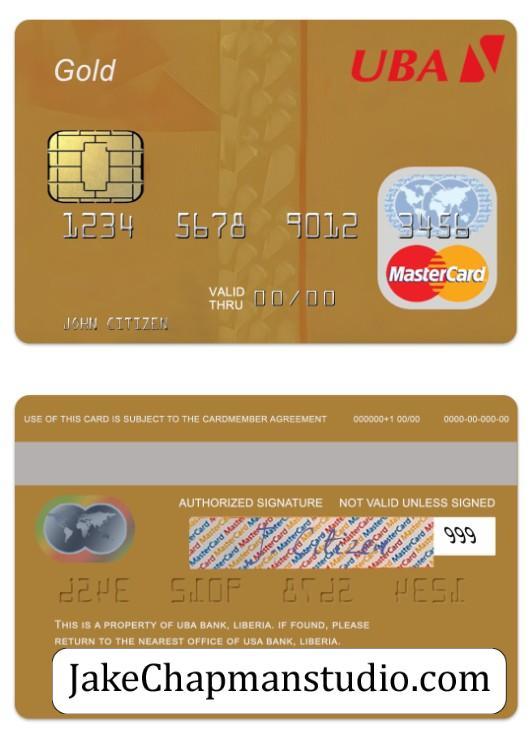 Gold
UBA
1234 5678 9012 3456
MasterCard
VALID THRU 00/00
JOHN CITIZEN
USE OF THIS CARD IS SUBJECT TO THE CARDMEMBER AGREEMENT 000000+1 00/00 0000-00-000-00
AUTHORIZED SIGNATURE NOT VALID UNLESS SIGNED
MasterCard
999
THIS IS A PROPERTY OF UBA BANK, LIBERIA. IF FOUND, PLEASE
RETURN TO THE NEAREST OFFICE OF USA BANK, LIBERIA.
JakeChapmanstudio.com